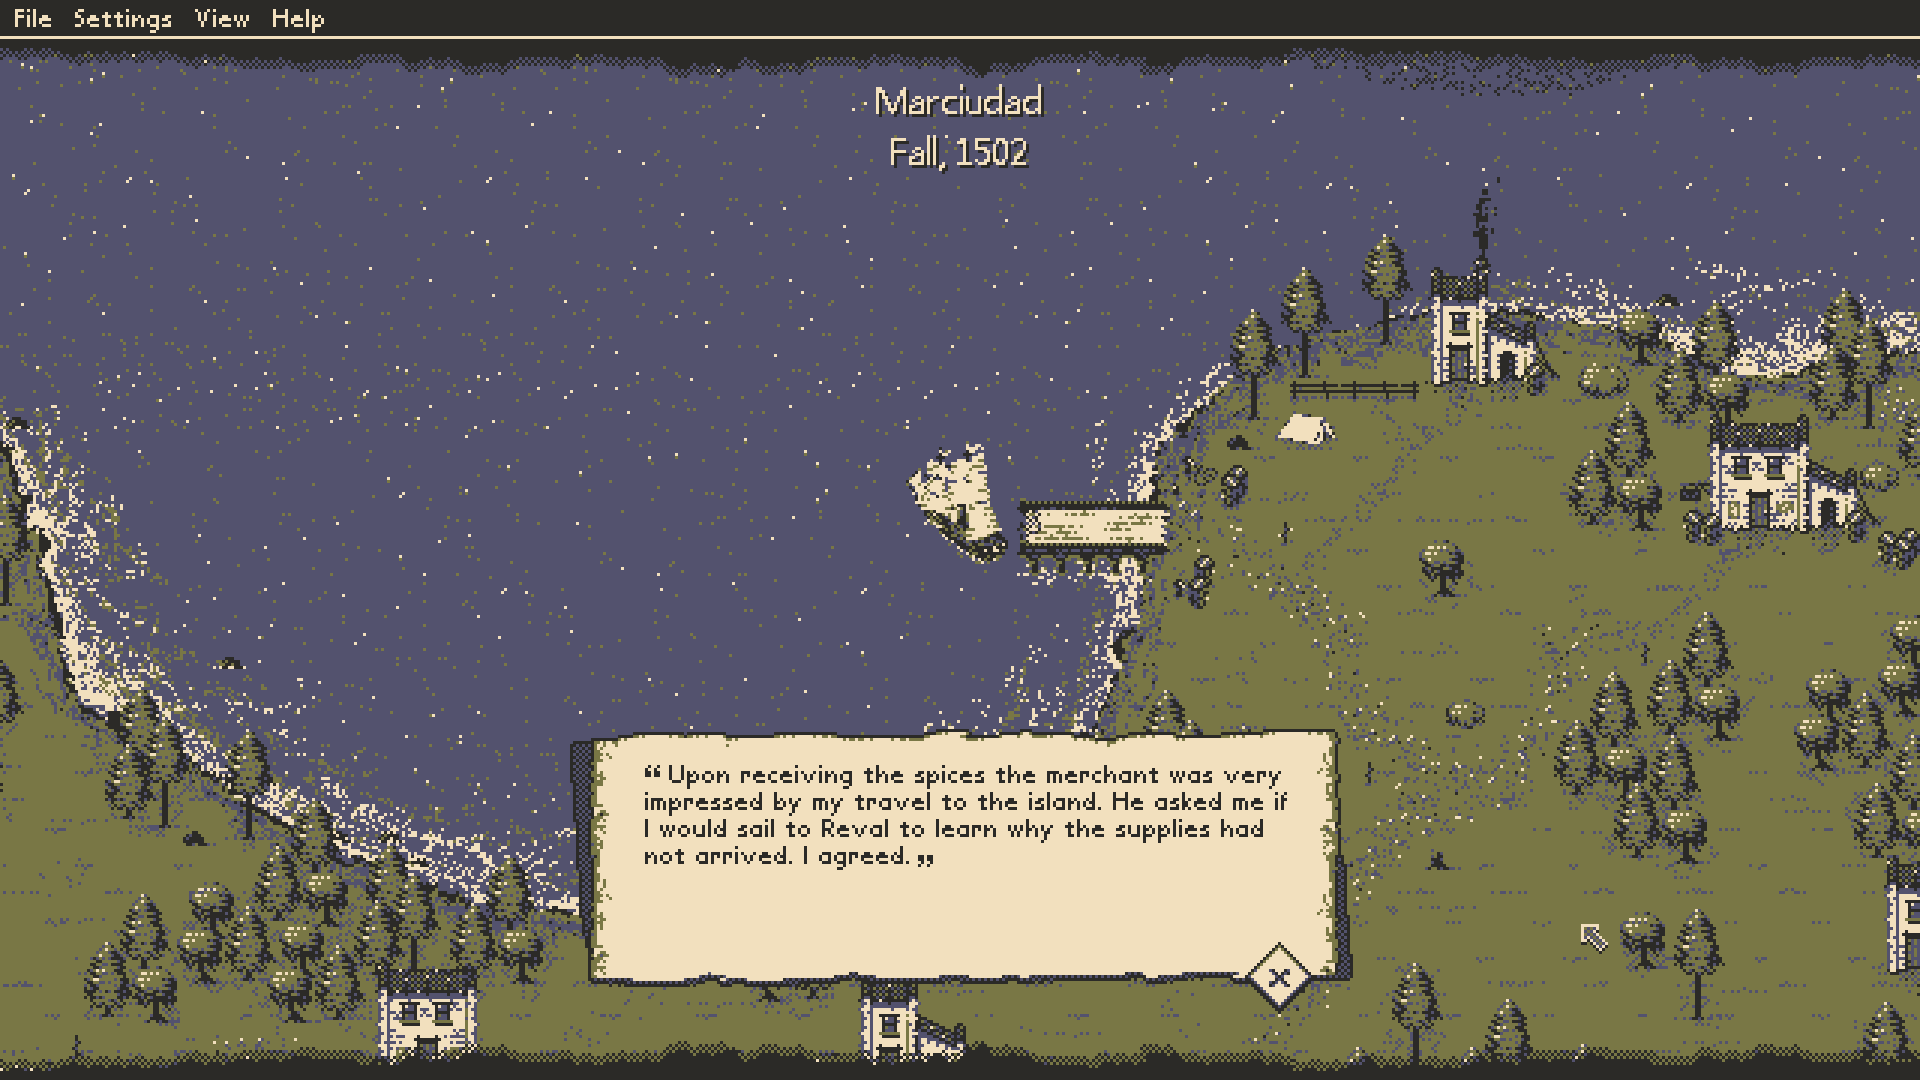 File Settings View Help
Marciudad
Fall, 1502
“Upon receiving the spices the merchant was very
impressed by my travel to the island. He asked me if
I would sail to Reval to learn why the supplies had
not arrived. I agreed.„